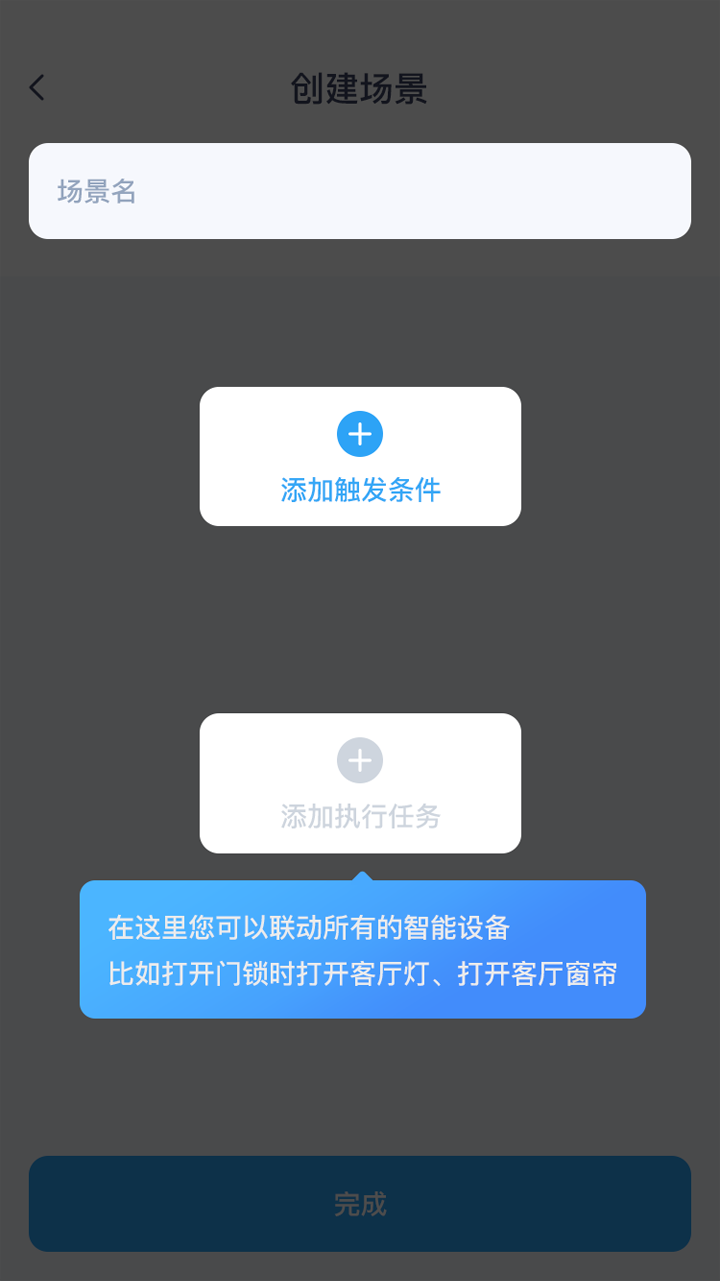 创建场景
场景名
添加触发条件
添加执行任务
在这里您可以联动所有的智能设备
比如打开门锁时打开客厅灯、打开客厅窗帘
完成